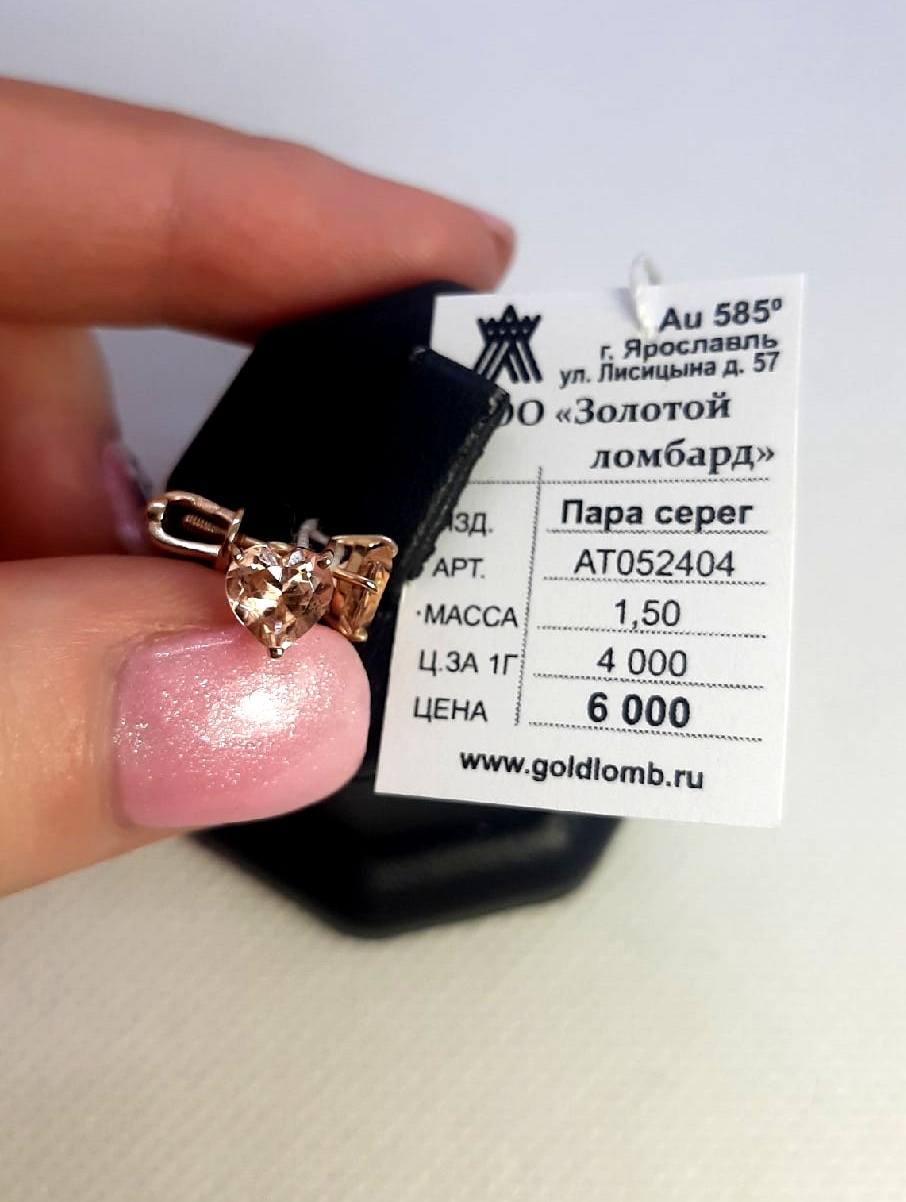 Au 585º
г. Ярославль
ул. Лисицына д. 57
«Золотой
ломбард»
Пара серег
АРТ. АТ052404
МАССА 1,50
Ц.ЗА 1Г 4 000
ЦЕНА 6 000
www.goldlomb.ru